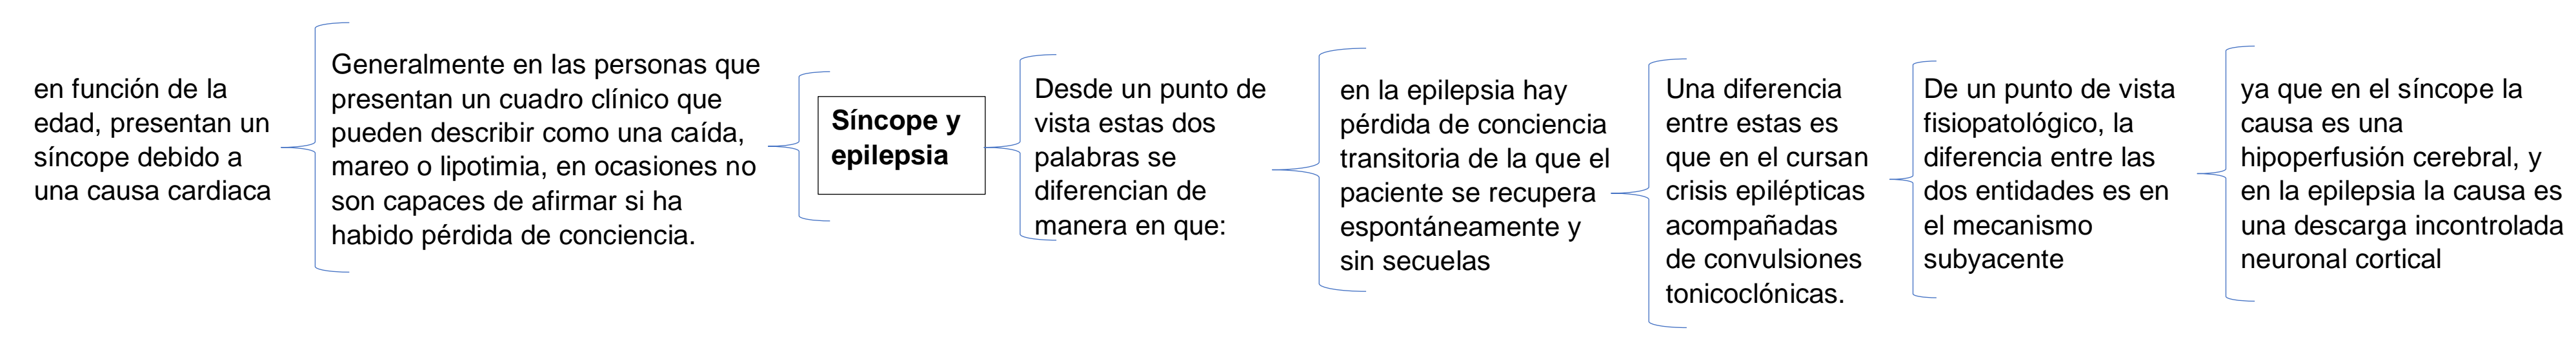 en función de la
edad, presentan un
síncope debido a
una causa cardiaca
Generalmente en las personas que
presentan un cuadro clínico que
pueden describir como una caída,
mareo o lipotimia, en ocasiones no
son capaces de afirmar si ha
habido pérdida de conciencia.
Síncope y
epilepsia
Desde un punto de
vista estas dos
palabras se
diferencian de
manera en que:
en la epilepsia hay
pérdida de conciencia
transitoria de la que el
paciente se recupera
espontáneamente y
sin secuelas
Una diferencia
entre estas es
que en el cursan
crisis epilépticas
acompañadas
de convulsiones
tonicoclónicas.
De un punto de vista
fisiopatológico, la
diferencia entre las
dos entidades es en
el mecanismo
subyacente
ya que en el síncope la
causa es una
hipoperfusión cerebral, y
en la epilepsia la causa es
una descarga incontrolada
neuronal cortical